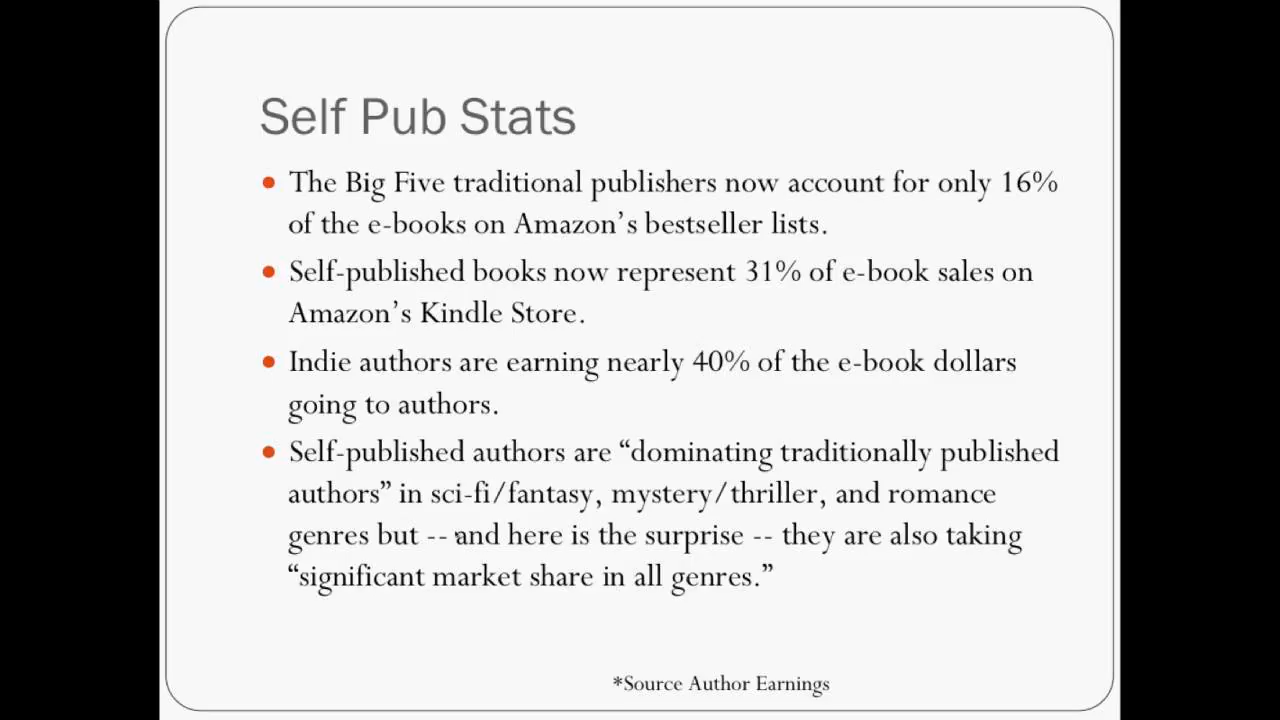 Self Pub Stats
• The Big Five traditional publishers now account for only 16%
of the e-books on Amazon’s bestseller lists.
• Self-published books now represent 31% of e-book sales on
Amazon’s Kindle Store.
• Indie authors are earning nearly 40% of the e-book dollars
going to authors.
• Self-published authors are “dominating traditionally published
authors” in sci-fi/fantasy, mystery/thriller, and romance
genres but -- and here is the surprise -- they are also taking
“significant market share in all genres.”
*Source Author Earnings